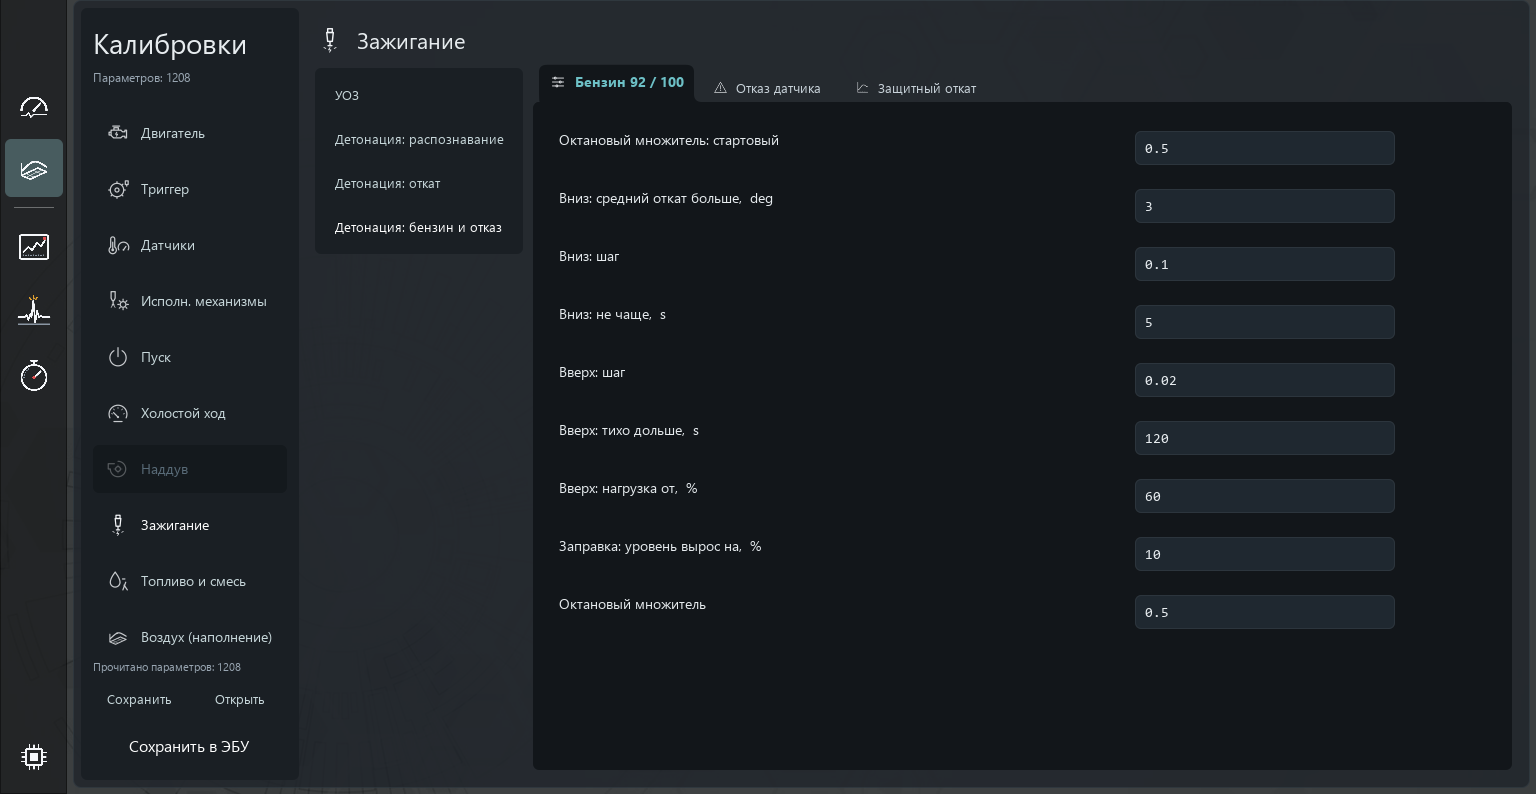 Калибровки
Параметров: 1208
Двигатель
Триггер
Датчики
Исполн. механизмы
Пуск
Холостой ход
Наддув
Зажигание
Топливо и смесь
Воздух (наполнение)
Прочитано параметров: 1208
Сохранить Открыть
Сохранить в ЭБУ
Зажигание
УОЗ
Детонация: распознавание
Детонация: откат
Детонация: бензин и отказ
Бензин 92 / 100 Отказ датчика Защитный откат
Октановый множитель: стартовый 0.5
Вниз: средний откат больше, deg 3
Вниз: шаг 0.1
Вниз: не чаще, s 5
Вверх: шаг 0.02
Вверх: тихо дольше, s 120
Вверх: нагрузка от, % 60
Заправка: уровень вырос на, % 10
Октановый множитель 0.5